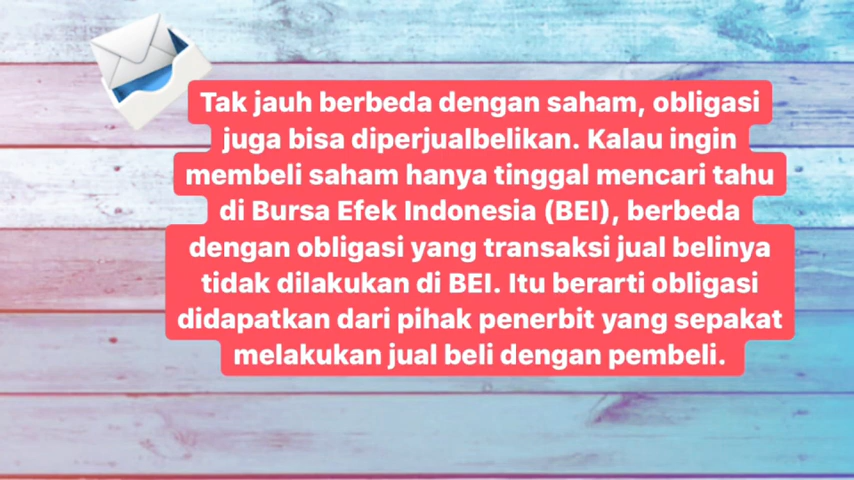 Tak jauh berbeda dengan saham, obligasi
juga bisa diperjualbelikan. Kalau ingin
membeli saham hanya tinggal mencari tahu
di Bursa Efek Indonesia (BEI), berbeda
dengan obligasi yang transaksi jual belinya
tidak dilakukan di BEI. Itu berarti obligasi
didapatkan dari pihak penerbit yang sepakat
melakukan jual beli dengan pembeli.